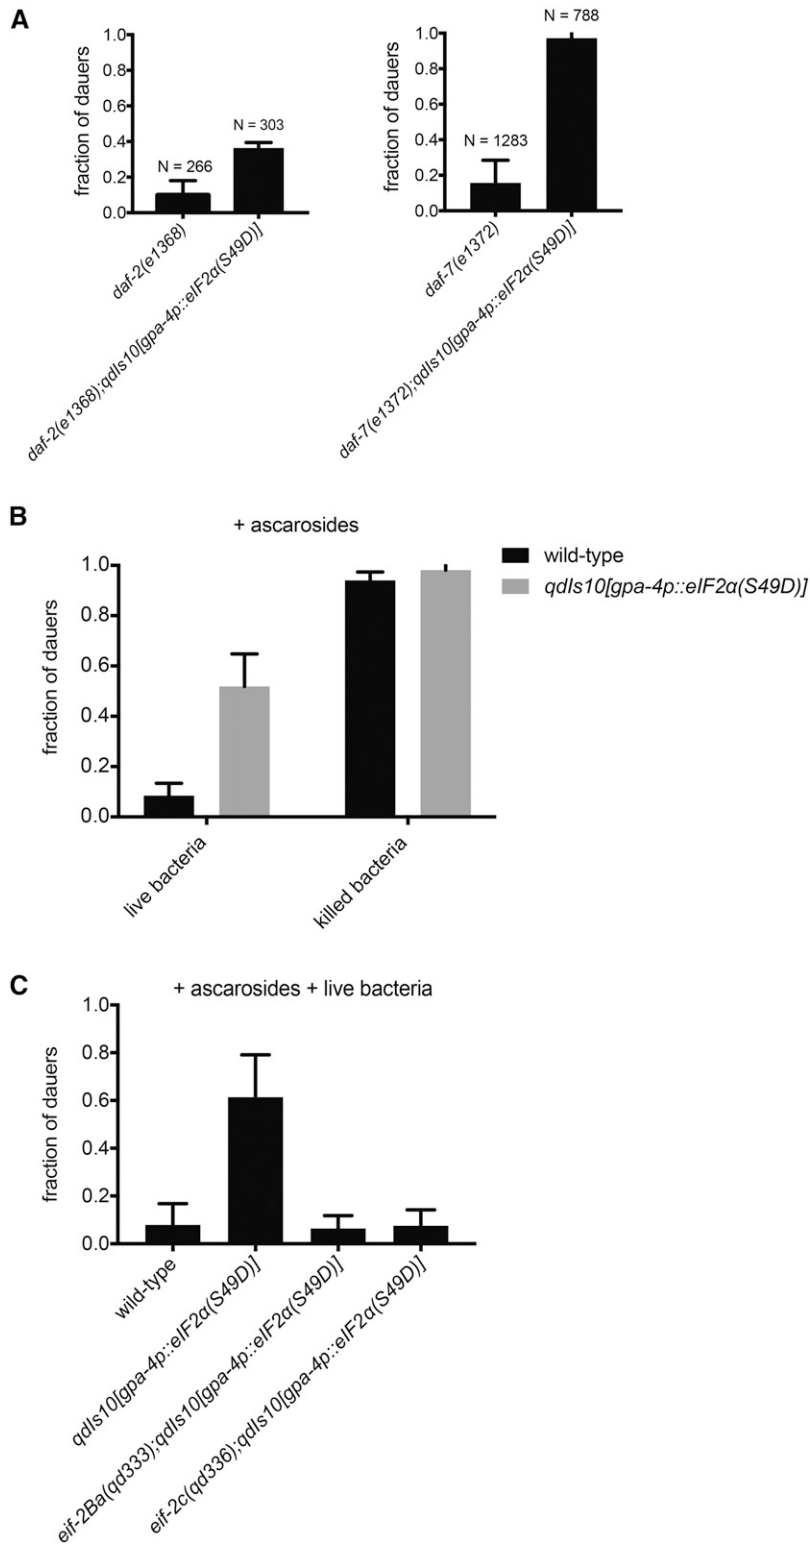 A
fraction of dauers
1.0
0.8
0.6
0.4
0.2
0.0
N = 266
N = 303
daf-2(e1368)
daf-2(e1368);qdIs10[gpa-4p::eIF2α(S49D)]
fraction of dauers
1.0
0.8
0.6
0.4
0.2
0.0
N = 1283
N = 788
daf-7(e1372)
daf-7(e1372);qdIs10[gpa-4p::eIF2α(S49D)]
B
+ ascarosides
fraction of dauers
1.0
0.8
0.6
0.4
0.2
0.0
live bacteria
killed bacteria
wild-type
qdIs10[gpa-4p::eIF2α(S49D)]
C
+ ascarosides + live bacteria
fraction of dauers
1.0
0.8
0.6
0.4
0.2
0.0
wild-type
qdIs10[gpa-4p::eIF2α(S49D)]
eif-2Ba(qd333);qdIs10[gpa-4p::eIF2α(S49D)]
eif-2c(qd336);qdIs10[gpa-4p::eIF2α(S49D)]